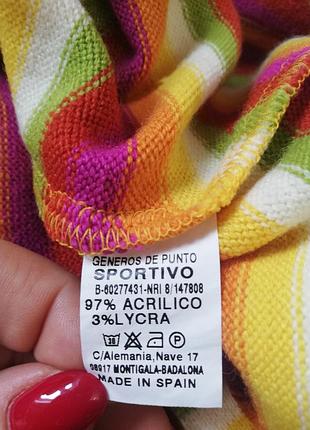 GENEROS DE PUNTO
SPORTIVO
B-60277431-NRI 8/147808
97% ACRILICO
3%LYCRA
30
C/Alemania, Nave 17
08917 MONTIGALA-BADALONA
MADE IN SPAIN